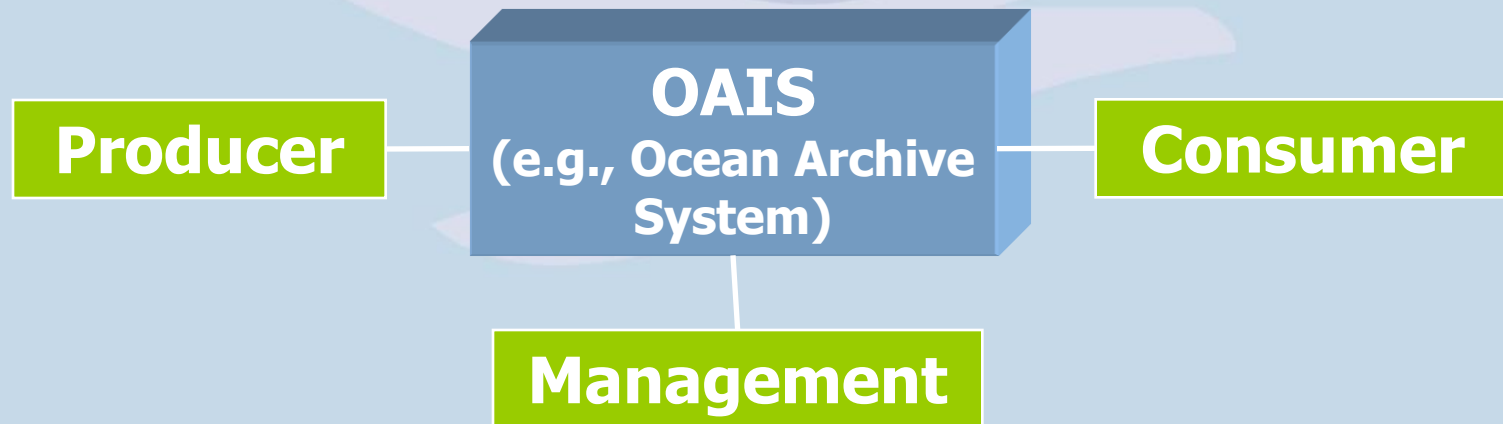 OAIS
(e.g., Ocean Archive
System)
Producer
Consumer
Management